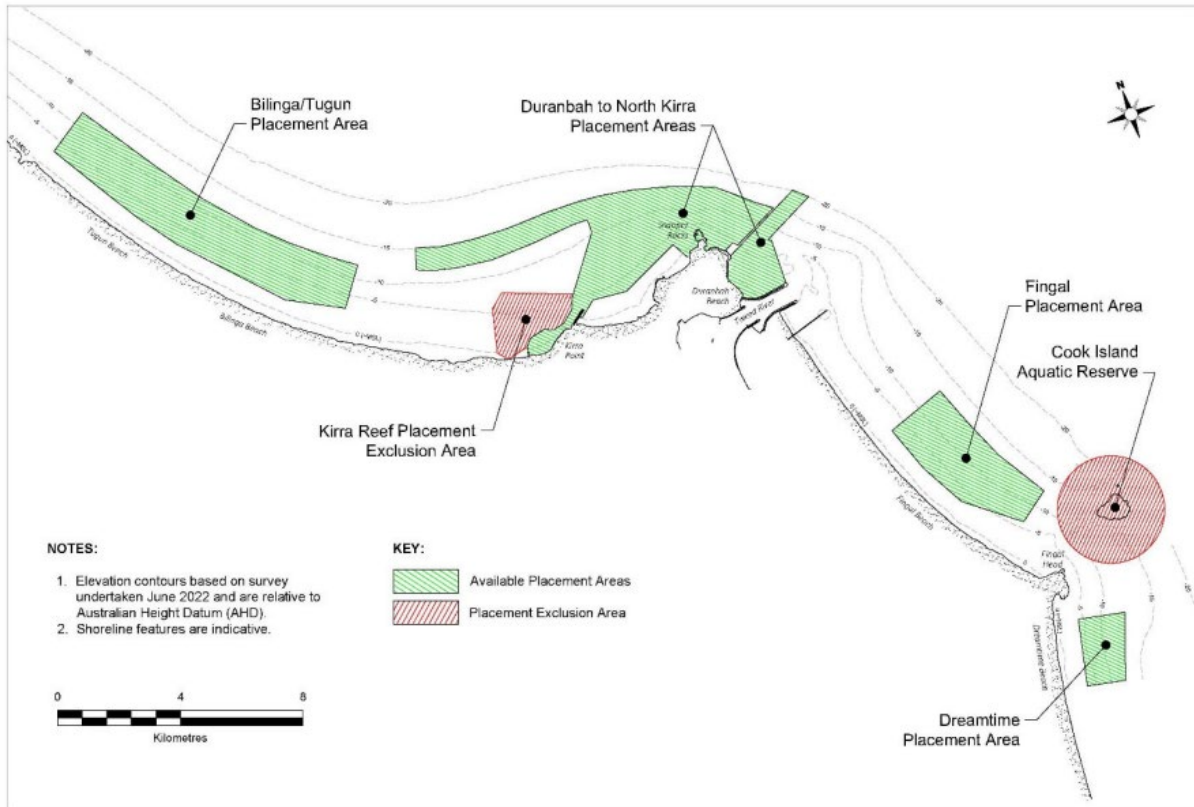 Bilinga/Tugun
Placement Area
Duranbah to North Kirra
Placement Areas
N
Fingal
Placement Area
Cook Island
Aquatic Reserve
Kirra Reef Placement
Exclusion Area
Dreamtime
Placement Area
Tugun Beach
Bilinga Beach
Kirra
Point
Snapper
Rocks
Duranbah
Beach
Tweed River
Fingal Beach
Fingal
Head
Dreamtime Beach
NOTES:
1. Elevation contours based on survey
undertaken June 2022 and are relative to
Australian Height Datum (AHD).
2. Shoreline features are indicative.
KEY:
Available Placement Areas
Placement Exclusion Area
0 4 8
Kilometres